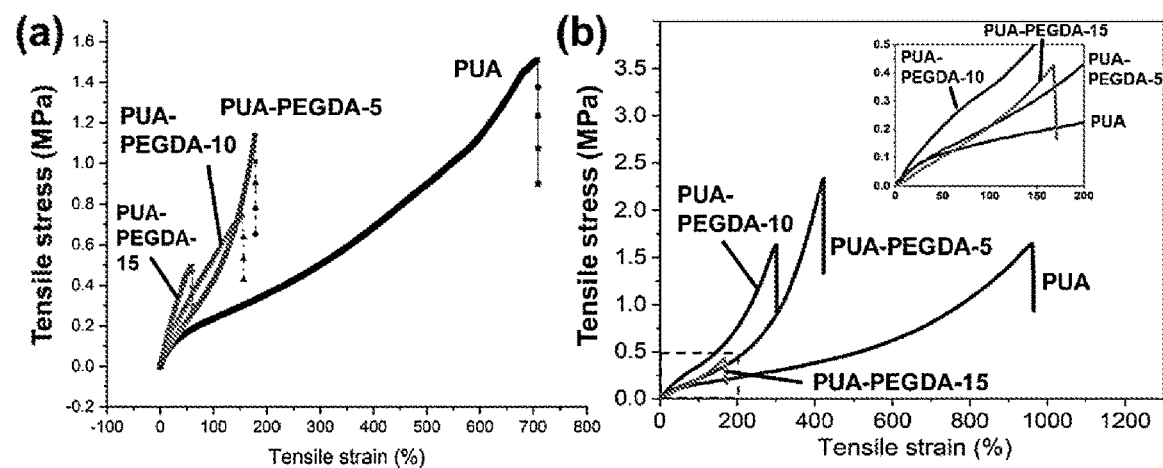 (a)
1.6
1.4
1.2
1.0
0.8
0.6
0.4
0.2
0.0
-0.2
Tensile stress (MPa)
PUA
PUA-PEGDA-5
PUA-
PEGDA-10
PUA-
PEGDA-
15
-100 0 100 200 300 400 500 600 700 800
Tensile strain (%)
(b)
3.5
3.0
2.5
2.0
1.5
1.0
0.5
0.0
Tensile stress (MPa)
PUA-
PEGDA-10
PUA-PEGDA-5
PUA
PUA-PEGDA-15
0 200 400 600 800 1000 1200
Tensile strain (%)
PUA-PEGDA-15
0.5
0.4
0.3
0.2
0.1
0.0
PUA-
PEGDA-10
PUA-
PEGDA-5
PUA
0 50 100 150 200